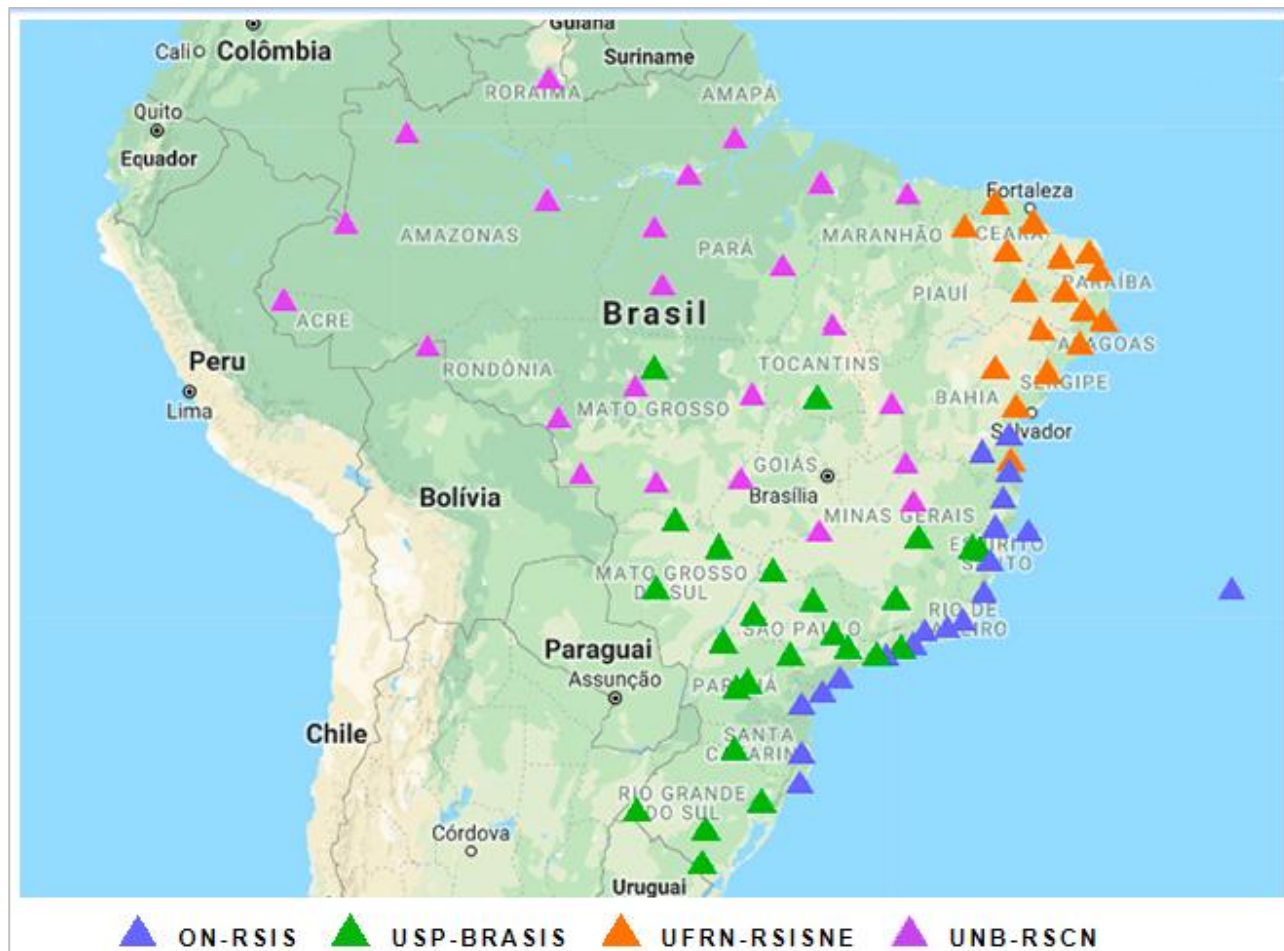 Guiana
Cali
Colômbia
Suriname
RORAIMA
AMAPÁ
Quito
Equador
Fortaleza
AMAZONAS
PARÁ
MARANHÃO
CEARÁ
PARAÍBA
PIAUÍ
ACRE
Brasil
Peru
RONDÔNIA
TOCANTINS
ALAGOAS
Lima
MATO GROSSO
BAHIA
SERGIPE
Salvador
GOIÁS
Bolívia
Brasília
MINAS GERAIS
ESPÍRITO
SANTO
MATO GROSSO
DO SUL
RIO DE
JANEIRO
SÃO PAULO
Paraguai
Assunção
PARANÁ
Chile
SANTA
CATARINA
RIO GRANDE
DO SUL
Córdova
Uruguai
ON-RSIS USP-BRASIS UFRN-RSISNE UNB-RSCN